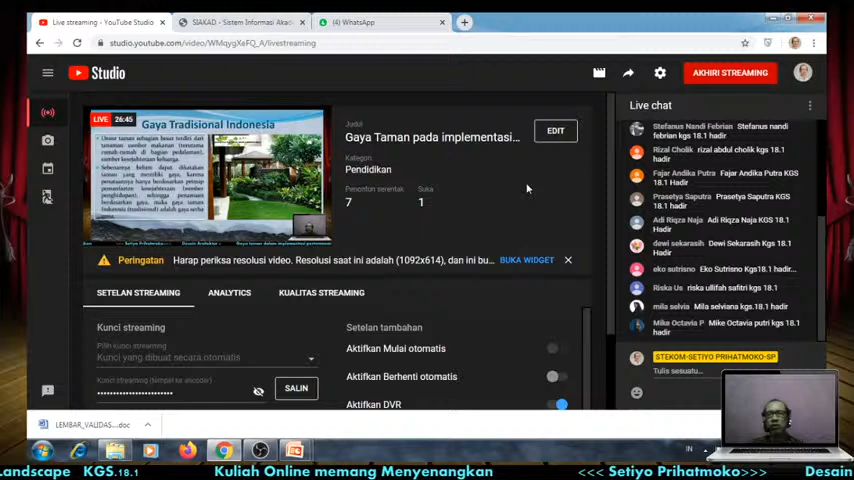 Live streaming - YouTube Studio
SIAKAD - Sistem Informasi Akad
(4) WhatsApp
studio.youtube.com/video/WMqygXeFQ_A/livestreaming
Studio
AKHIRI STREAMING
LIVE 26:45
Gaya Tradisional Indonesia
Judul
Gaya Taman pada implementasi...
EDIT
Kategori
Pendidikan
Penonton serentak
Suka
7
1
Peringatan
Harap periksa resolusi video. Resolusi saat ini adalah (1092x614), dan ini bu...
BUKA WIDGET
SETELAN STREAMING
ANALYTICS
KUALITAS STREAMING
Kunci streaming
Pilih kunci streaming
Kunci yang dibuat secara otomatis
Kunci streaming (tempel ke encoder)
SALIN
Setelan tambahan
Aktifkan Mulai otomatis
Aktifkan Berhenti otomatis
Aktifkan DVR
Live chat
Stefanus Nandi Febrian Stefanus nandi
febrian kgs 18.1 Hadir
Rizal Cholik rizal abdul cholik kgs 18.1
Hadir
Fajar Andika Putra Fajar Andika Putra KGS
18.1 Hadir
Prasetya Saputra Prasetya Saputra KGS
18.1 Hadir
Adi Riqza Naja Adi Riqza Naja KGS 18.1
Hadir
dewi sekarasih Dewi Sekarasih Kgs 18.1
Hadir
eko sutrisno Eko Sutrisno Kgs18.1 hadir...
Riska Us riska ullifah safitri kgs 18.1
mila selvia Mila selviana kgs 18.1 hadir
Mike Octavia P Mike Octavia putri kgs 18.1
hadir
STEKOM-SETIYO PRIHATMOKO-SP
Tulis sesuatu...
LEMBAR_VALIDAS....doc
IN
Landscape KGS.18.1 Kuliah Online memang Menyenangkan <<< Setiyo Prihatmoko>>> Desain